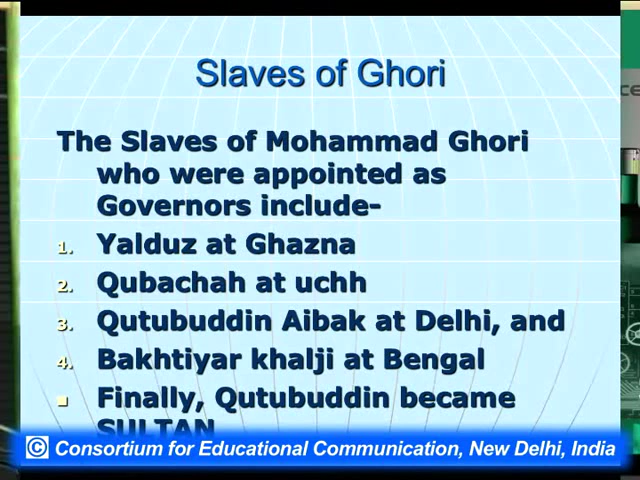 Slaves of Ghori
The Slaves of Mohammad Ghori
who were appointed as
Governors include-
1. Yalduz at Ghazna
2. Qubachah at uchh
3. Qutubuddin Aibak at Delhi, and
4. Bakhtiyar khalji at Bengal
■ Finally, Qutubuddin became
SULTAN
© Consortium for Educational Communication, New Delhi, India